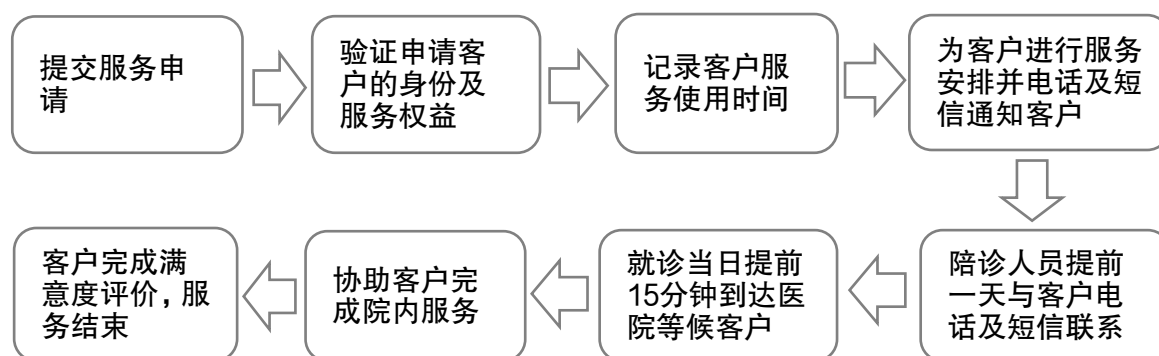 提交服务申
请
验证申请客
户的身份及
服务权益
记录客户服
务使用时间
为客户进行服务
安排并电话及短
信通知客户
陪诊人员提前
一天与客户电
话及短信联系
就诊当日提前
15分钟到达医
院等候客户
协助客户完
成院内服务
客户完成满
意度评价，服
务结束